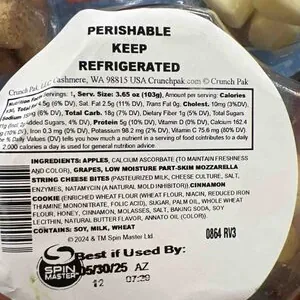 PERISHABLE
KEEP
REFRIGERATED
Crunch Pak, Cashmere, WA 98815 USA Crunchpak.com © Crunch Pak
Servings: 1, Serv. Size: 3.65 oz (103g), Amount per serving: Calories
Total Fat 4.5g (6% DV), Sat. Fat 2.5g (11% DV), Trans Fat 0g, Cholest. 10mg (3%DV),
(6% DV), Total Carb. 18g (7% DV), Dietary Fiber 1g (5% DV), Total Sugars
Added Sugars, 4% DV), Protein 5g (10% DV), Vitamin D 0% DV, Calcium 162.4
Iron 0.3 mg (0% DV), Potassium 98.2 mg (2% DV), Vitamin C 75.6 mg (80% DV)
% Daily Values (DV) tells you how much a nutrient in a serving of food contributes to a daily
2,000 calories a day is used for general nutrition advice.
INGREDIENTS: APPLES, CALCIUM ASCORBATE (TO MAINTAIN FRESHNESS
AND COLOR), GRAPES, LOW MOISTURE PART-SKIM MOZZARELLA
STRING CHEESE BITES (PASTEURIZED MILK, CHEESE CULTURE, SALT,
ENZYMES, NATAMYCIN (A NATURAL MOLD INHIBITOR)) CINNAMON
COOKIE (ENRICHED WHEAT FLOUR (WHEAT FLOUR, NIACIN, REDUCED IRON
THIAMINE MONONITRATE, FOLIC ACID), SUGAR, PALM OIL, WHOLE WHEAT
FLOUR, HONEY, CINNAMON, MOLASSES, SALT, BAKING SODA, SOY
LECITHIN, NATURAL BUTTER FLAVOR, ANNATTO OIL (COLOR)).
CONTAINS: SOY, MILK, WHEAT
0864 RV3
© 2024 & TM Spin Master Ltd.
Best if Used By:
SPIN
MASTER
05/30/25 AZ
12 07:20